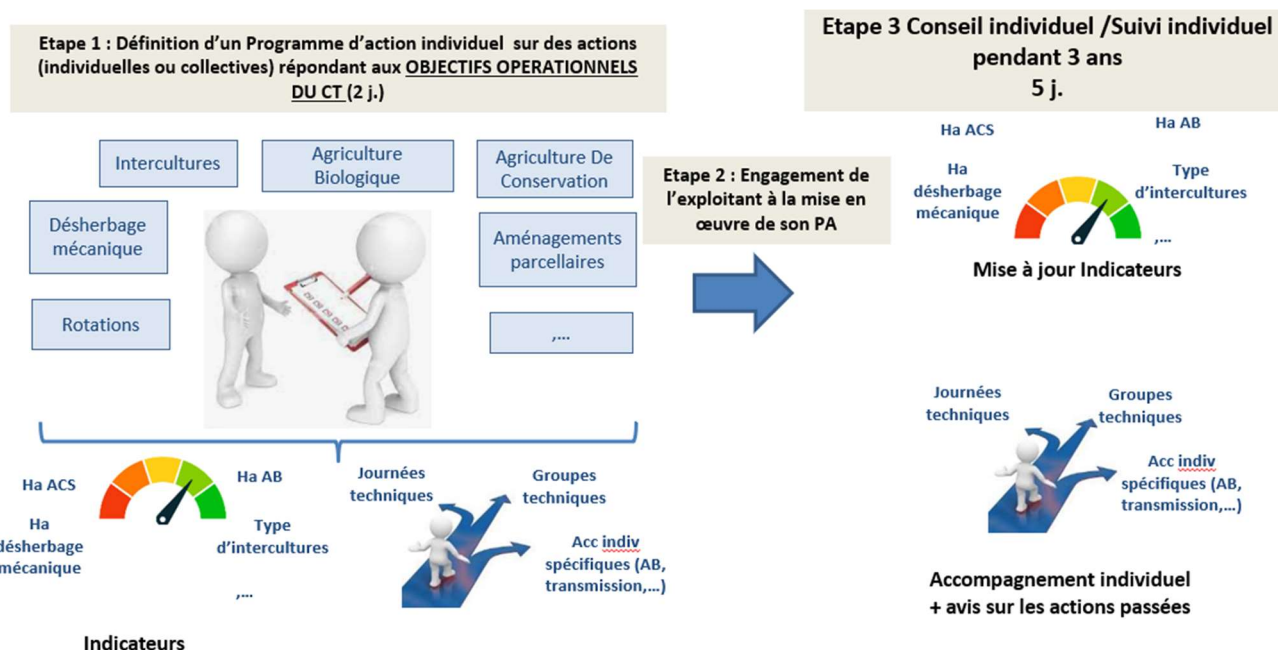 Etape 1 : Définition d'un Programme d'action individuel sur des actions
(individuelles ou collectives) répondant aux OBJECTIFS OPERATIONNELS
DU CT (2 j.)
Intercultures
Agriculture
Biologique
Agriculture De
Conservation
Désherbage
mécanique
Aménagements
parcellaires
Rotations
,...
Ha ACS
Ha AB
Ha
désherbage
mécanique
Type
d'intercultures
,...
Indicateurs
Journées
techniques
Groupes
techniques
Acc indiv
spécifiques (AB,
transmission,...)
Etape 2 : Engagement de
l'exploitant à la mise en
œuvre de son PA
Etape 3 Conseil individuel /Suivi individuel
pendant 3 ans
5 j.
Ha ACS
Ha AB
Ha
désherbage
mécanique
Type
d'intercultures
,...
Mise à jour Indicateurs
Journées
techniques
Groupes
techniques
Acc indiv
spécifiques (AB,
transmission,...)
Accompagnement individuel
+ avis sur les actions passées